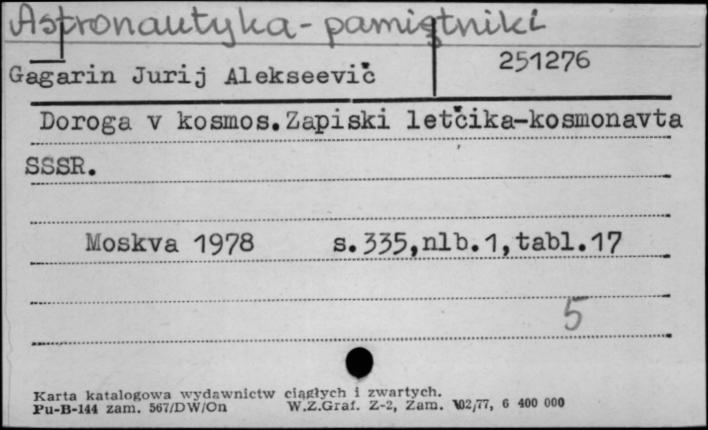 Astronautyka - pamiętniki
Gagarin Jurij Alekseevič 251276
Doroga v kosmos. Zapiski letčika-kosmonavta
SSSR.
Moskva 1978 s.335,nlb.1,tabl.17
5
Karta katalogowa wydawnictw ciągłych i zwartych.
Pu-B-144 zam. 567/DW/On W.Z.Graf. Z-2, Zam. 102/77, 6 400 000